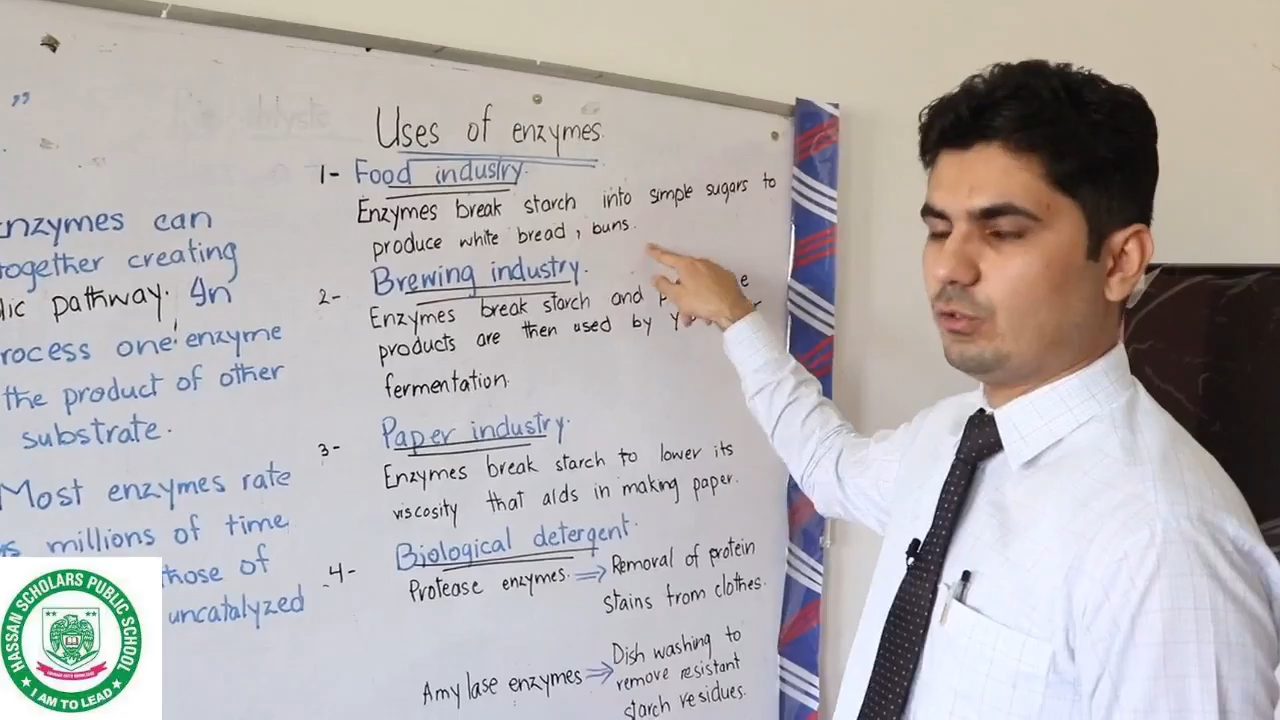 ”
enzymes can
together creating
lic pathway. In
rocess one enzyme
the product of other
substrate.
Most enzymes rate
millions of time
those of
uncatalyzed
Uses of enzymes.
1- Food industry.
Enzymes break starch into simple sugars to
produce white bread, buns.
2- Brewing industry.
Enzymes break starch and
products are then used by
fermentation.
3- Paper industry.
Enzymes break starch to lower its
viscosity that aids in making paper.
4- Biological detergent.
Protease enzymes. ⇒ Removal of protein
stains from clothes.
Amylase enzymes ⇒ Dish washing to
remove resistant
starch residues.
HASSAN SCHOLARS PUBLIC SCHOOL
★ I AM TO LEAD ★